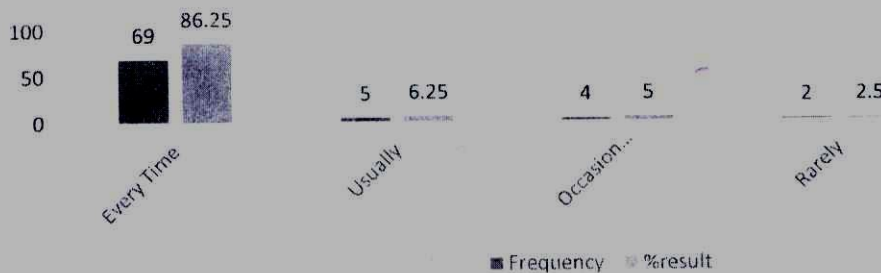 100
69
86.25
50
5
6.25
4
5
2
2.5
0
Every Time
Usually
Occasion...
Rarely
Frequency
%result